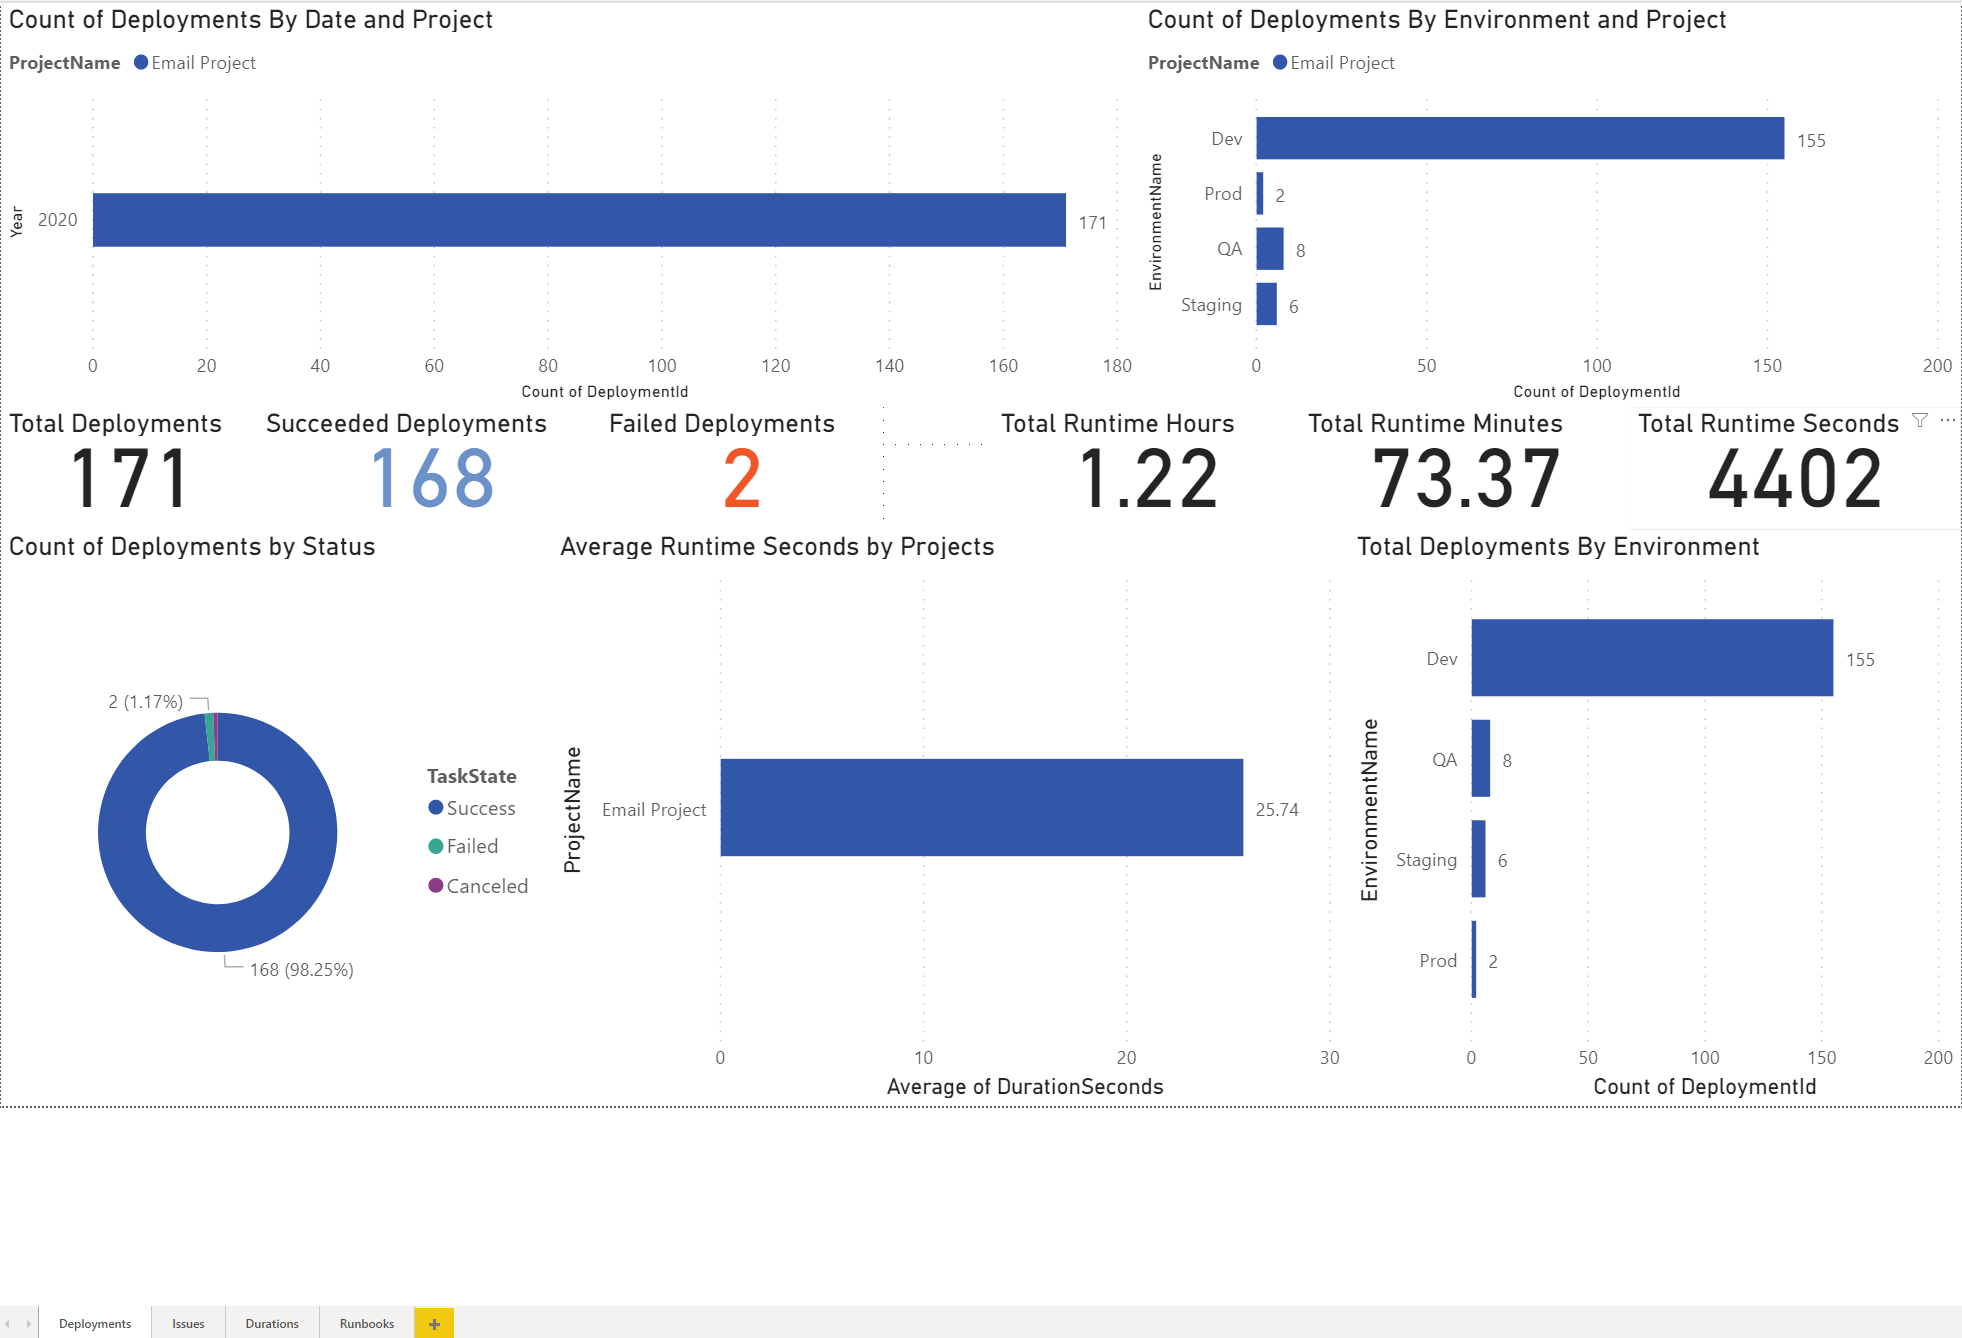 Count of Deployments By Date and Project
ProjectName Email Project
Year
2020
171
0 20 40 60 80 100 120 140 160 180
Count of DeploymentId
Count of Deployments By Environment and Project
ProjectName Email Project
EnvironmentName
Dev 155
Prod 2
QA 8
Staging 6
0 50 100 150 200
Count of DeploymentId
Total Deployments
171
Succeeded Deployments
168
Failed Deployments
2
Total Runtime Hours
1.22
Total Runtime Minutes
73.37
Total Runtime Seconds
4402
Count of Deployments by Status
2 (1.17%)
168 (98.25%)
TaskState
Success
Failed
Canceled
Average Runtime Seconds by Projects
ProjectName
Email Project 25.74
0 10 20 30
Average of DurationSeconds
Total Deployments By Environment
EnvironmentName
Dev 155
QA 8
Staging 6
Prod 2
0 50 100 150 200
Count of DeploymentId
Deployments Issues Durations Runbooks +